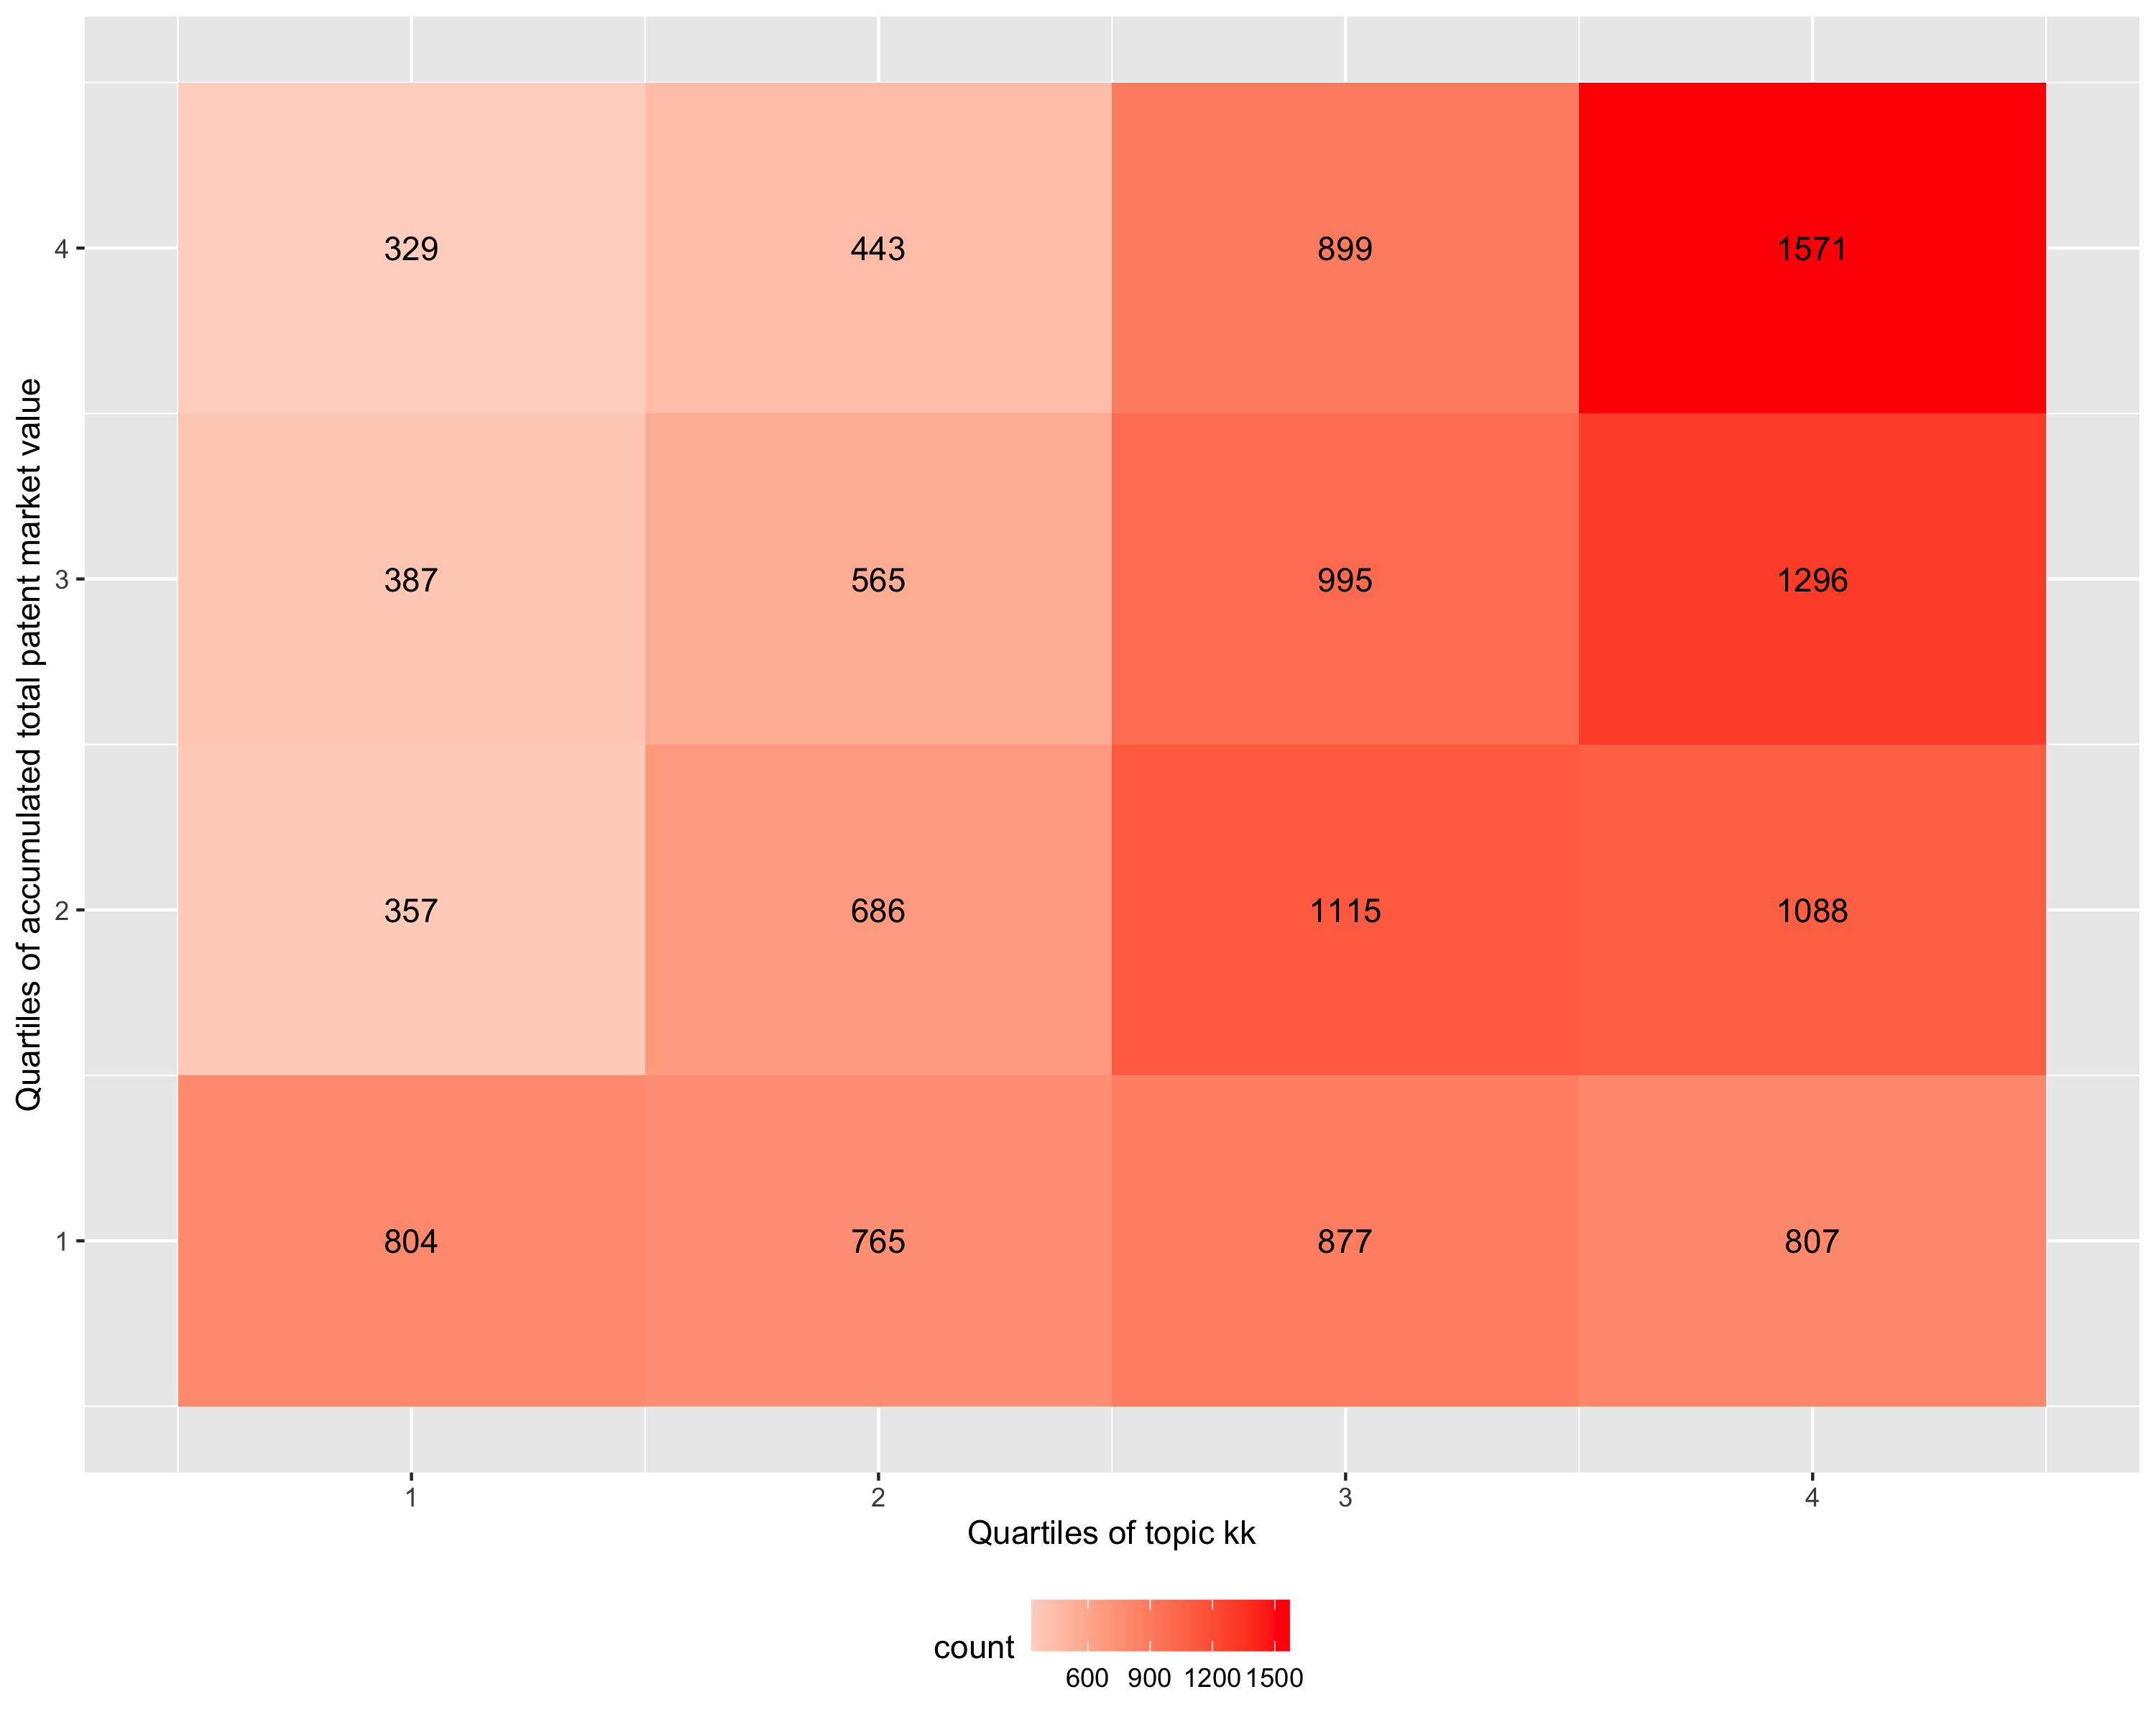 Quartiles of accumulated total patent market value
4 329 443 899 1571
3 387 565 995 1296
2 357 686 1115 1088
1 804 765 877 807
1 2 3 4
Quartiles of topic kk
count
600 900 1200 1500